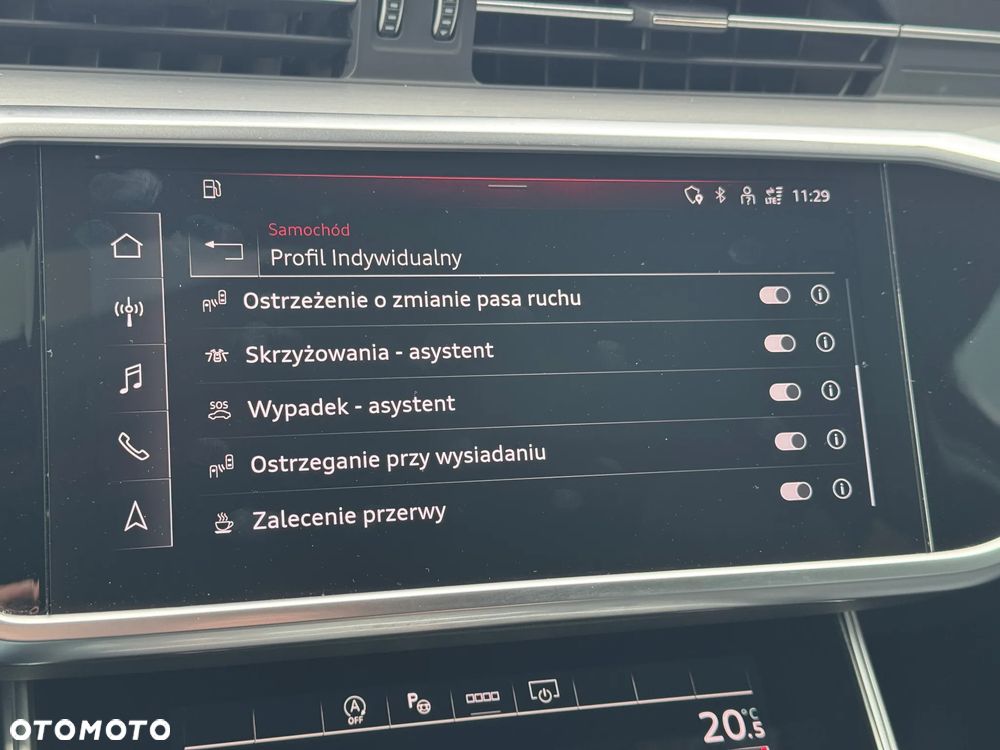 LTE
11:29
Samochód
Profil Indywidualny
Ostrzeżenie o zmianie pasa ruchu
Skrzyżowania - asystent
SOS
Wypadek - asystent
Ostrzeganie przy wysiadaniu
Zalecenie przerwy
A
OFF
P
20.5 °C
OTOMOTO